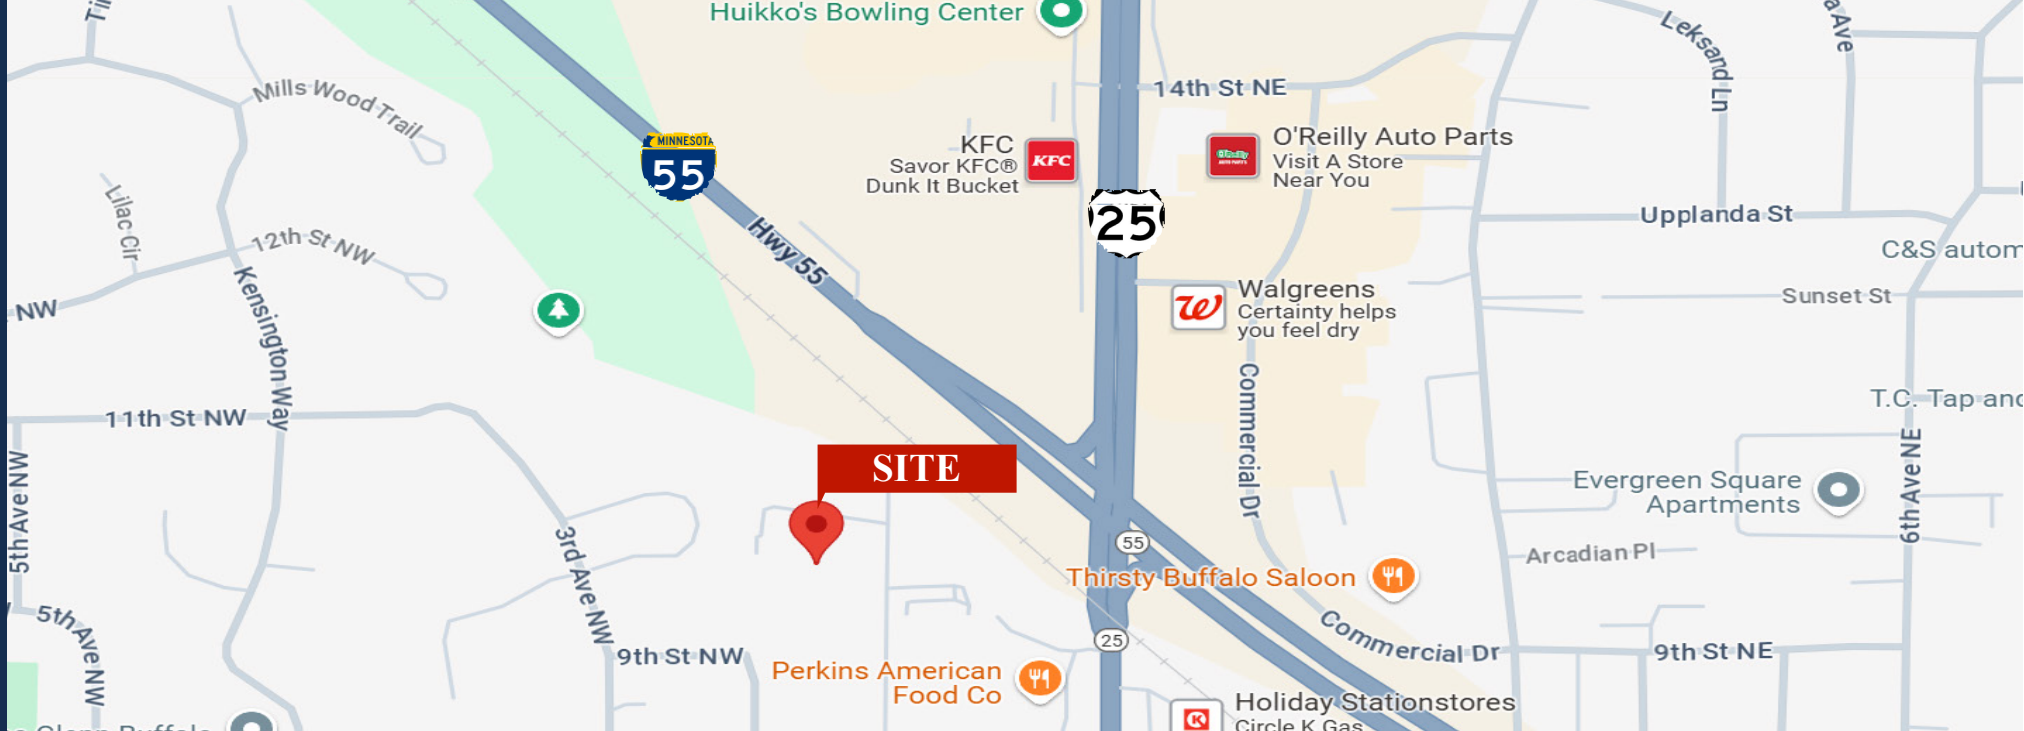 Huikko's Bowling Center
Leksand Ln
Mills Wood Trail
14th St NE
MINNESOTA
55
KFC
Savor KFC®
Dunk It Bucket
KFC
O'Reilly
AUTO PARTS
O'Reilly Auto Parts
Visit A Store
Near You
Lilac Cir
12th St NW
Hwy 55
25
Upplanda St
C&S autom
NW
Kensington Way
Walgreens
Certainty helps
you feel dry
Sunset St
11th St NW
Commercial Dr
T.C. Tap and
5th Ave NW
SITE
Evergreen Square
Apartments
6th Ave NE
3rd Ave NW
55
Arcadian Pl
Thirsty Buffalo Saloon
5th Ave NW
25
Commercial Dr
9th St NW
9th St NE
Perkins American
Food Co
Holiday Stationstores
Circle K Gas